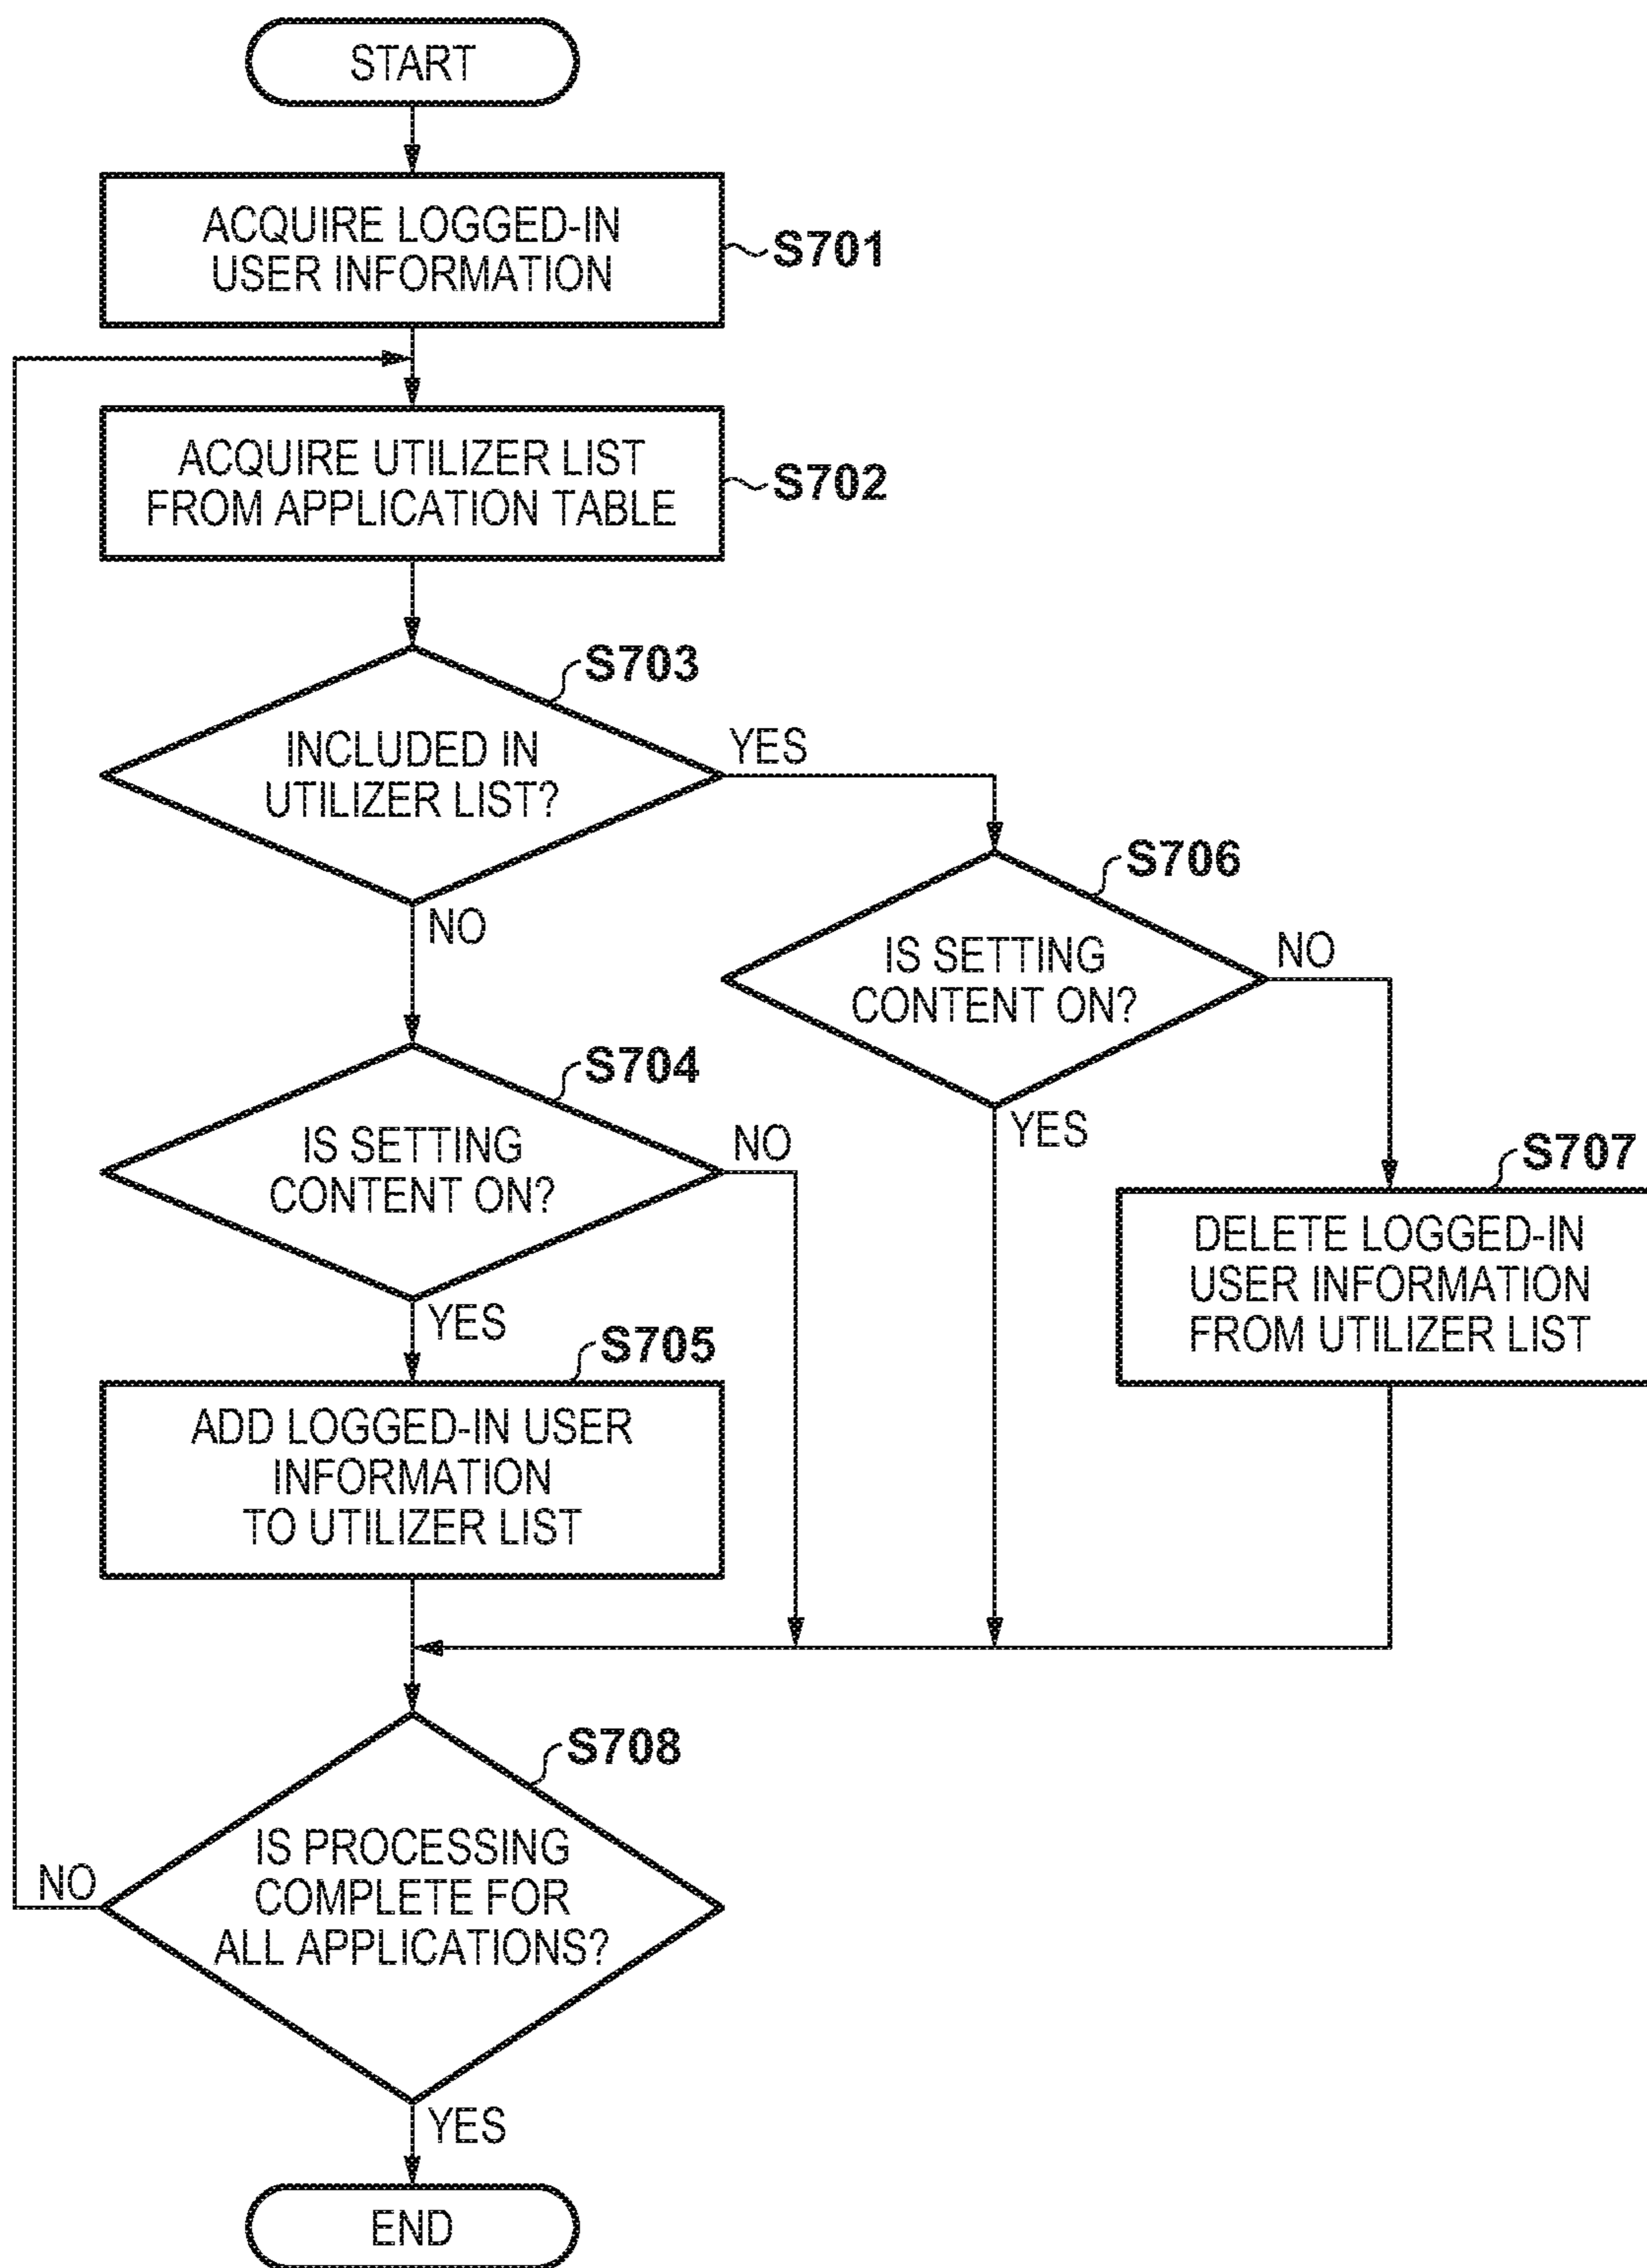 START
ACQUIRE LOGGED-IN
USER INFORMATION
S701
ACQUIRE UTILIZER LIST
FROM APPLICATION TABLE
S702
S703
INCLUDED IN
UTILIZER LIST?
YES
NO
S706
IS SETTING
CONTENT ON?
NO
YES
S704
IS SETTING
CONTENT ON?
NO
YES
S707
DELETE LOGGED-IN
USER INFORMATION
FROM UTILIZER LIST
S705
ADD LOGGED-IN USER
INFORMATION
TO UTILIZER LIST
S708
IS PROCESSING
COMPLETE FOR
ALL APPLICATIONS?
NO
YES
END